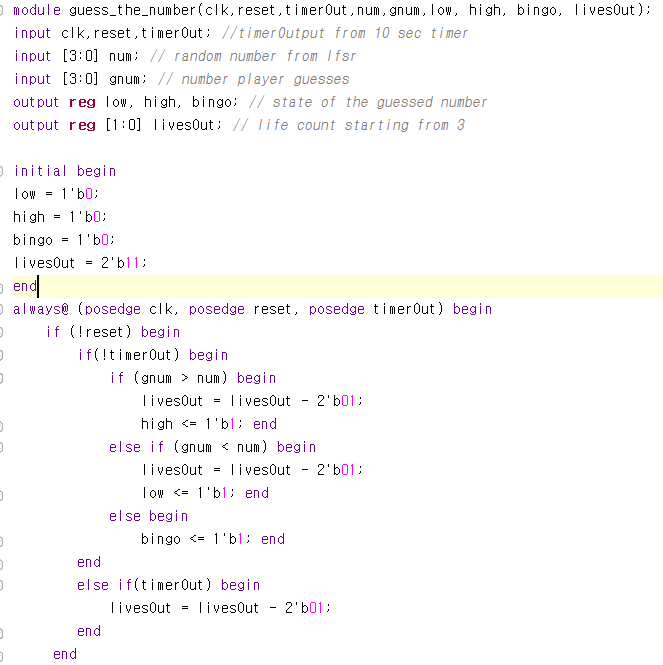 module guess_the_number(clk,reset,timerOut,num,gnum,low, high, bingo, livesOut);
input clk,reset,timerOut; //timerOutput from 10 sec timer
input [3:0] num; // random number from lfsr
input [3:0] gnum; // number player guesses
output reg low, high, bingo; // state of the guessed number
output reg [1:0] livesOut; // life count starting from 3
initial begin
low = 1'b0;
high = 1'b0;
bingo = 1'b0;
livesOut = 2'b11;
end
always@ (posedge clk, posedge reset, posedge timerOut) begin
if (!reset) begin
if(!timerOut) begin
if (gnum > num) begin
livesOut = livesOut - 2'b01;
high <= 1'b1; end
else if (gnum < num) begin
livesOut = livesOut - 2'b01;
low <= 1'b1; end
else begin
bingo <= 1'b1; end
end
else if(timerOut) begin
livesOut = livesOut - 2'b01;
end
end